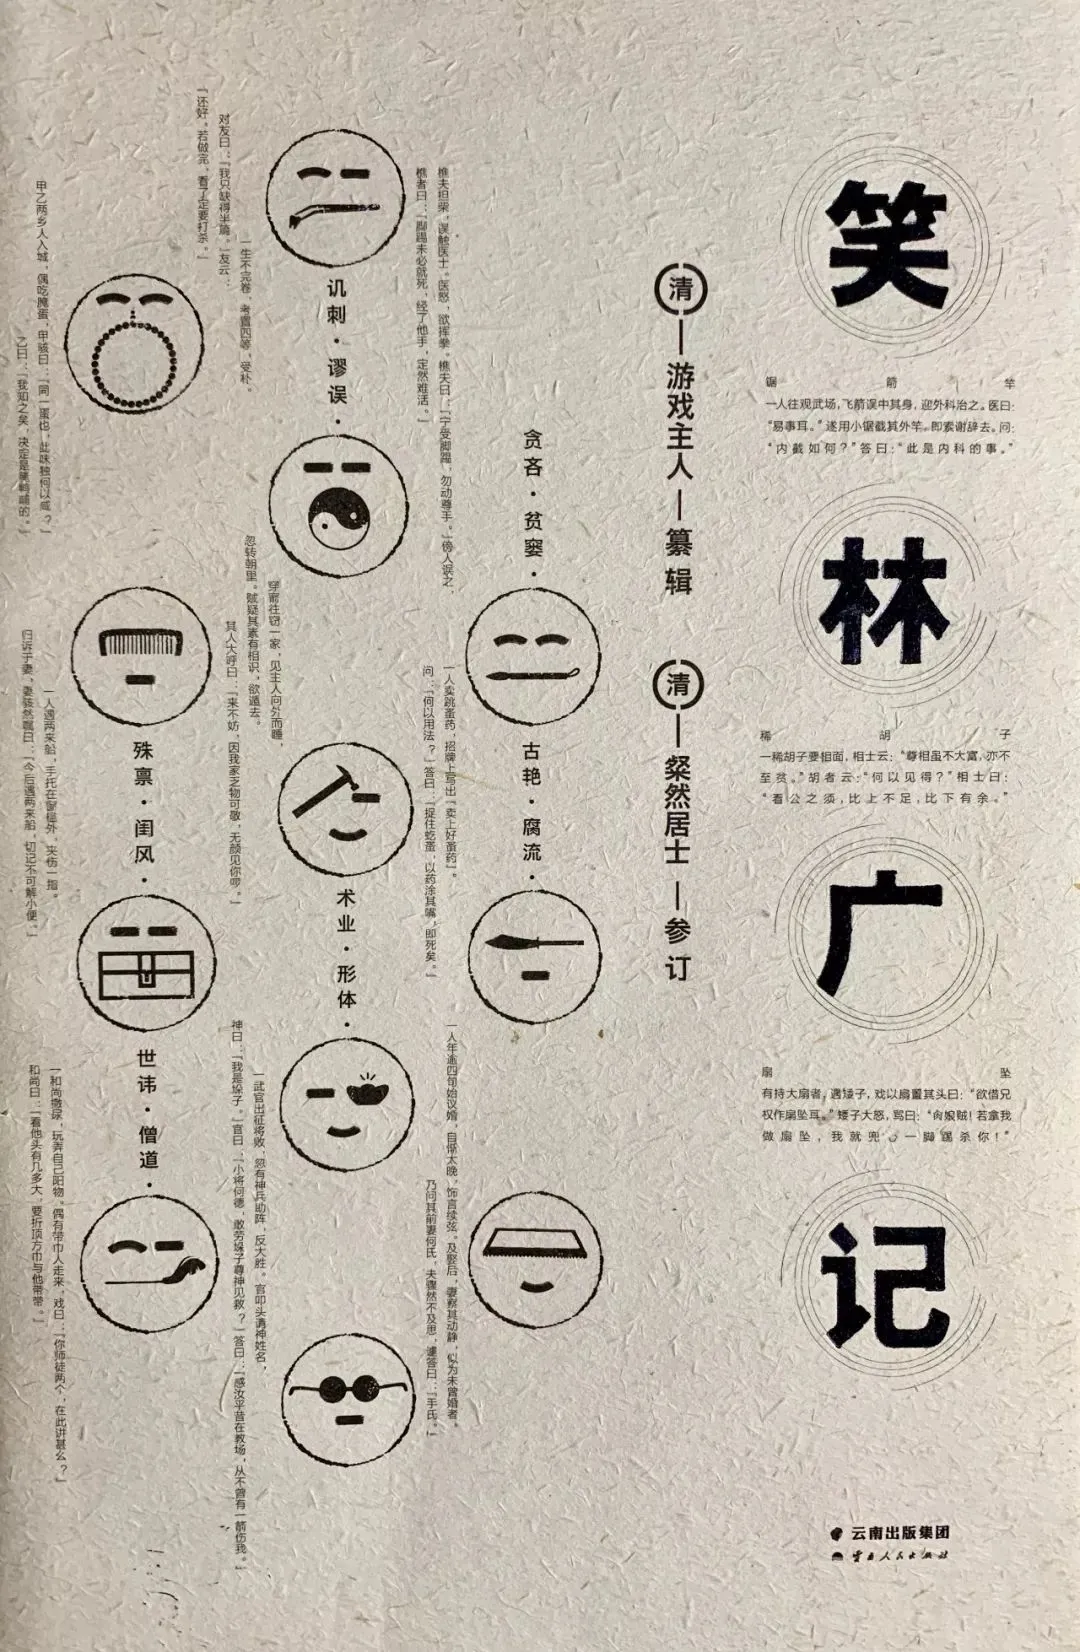 笑林广记
锯箭竿
一人往观武场，飞箭误中其身，迎外科治之。医曰：
“易事耳。”遂用小锯截其外竿，即索谢辞去。问：
“内截如何？”答曰：“此是内科的事。”
稀胡子
一稀胡子要相面，相士云：“尊相虽不大富，亦不
至贫。”胡者云：“何以见得？”相士曰：
“看公之须，比上不足，比下有余。”
扇坠
有持大扇者，遇矮子，戏以扇置其头曰：“欲借兄
权作扇坠耳。”矮子大怒，骂曰：“肏娘贼！若拿我
做扇坠，我就兜心一脚踢杀你！”
清—游戏主人—纂辑
清—粲然居士—参订
贪吝·贫窭·
古艳·腐流·
讥刺·谬误·
术业·形体·
殊禀·闺风·
世讳·僧道·
樵夫担柴，误触医士。医怒，欲挥拳。樵夫曰：「宁受脚踢，勿动尊手。」傍人讶之，
樵者曰：「脚踢未必就死，经了他手，定然难活。」
一人卖跳蚤药，招牌上写出「卖上好蚤药」。
问：「何以用法？」答曰：「捉住蛇蚤，以药涂其嘴，即死矣。」
一人年逾四旬始议婚，自惭太晚，饰言续弦。及娶后，妻察其动静，似为未曾婚者。
乃问其前妻何氏，夫骤然不及思，遽答曰：「手氏。」
一生不完卷，考置四等，受朴。
对友曰：「我只缺得半篇。」友云：
「还好。若做完，看了定要打杀。」
穿窬往窃一家，见主人向外而睡，
忽转朝里。贼疑其素有相识，欲遁去。
其人大呼曰：「来不妨，因我家乏物可敬，无颜见你啰。」
一武官出征将败，忽有神兵助阵，反大胜。官叩头请神姓名，
神曰：「我是垛子。」官曰：「小将何德，敢劳垛子尊神见救？」答曰：「感汝平昔在教场，从不曾有一箭伤我。」
甲乙两乡人入城，偶吃腌蛋，甲骇曰：「同一蛋也，此味独何以咸？」
乙曰：「我知之矣，决定是腌鸭哺的。」
一人遇两来船，手托在窗槛外，夹伤一指。
归诉于妻，妻骇然嘱曰：「今后遇两来船，切记不可解小便。」
一和尚撒尿，玩弄自己阳物。偶有带巾人走来，戏曰：「你师徒两个，在此讲甚么？」
和尚曰：「看他头有几多大，要折顶方巾与他带带。」
云南出版集团
云南人民出版社